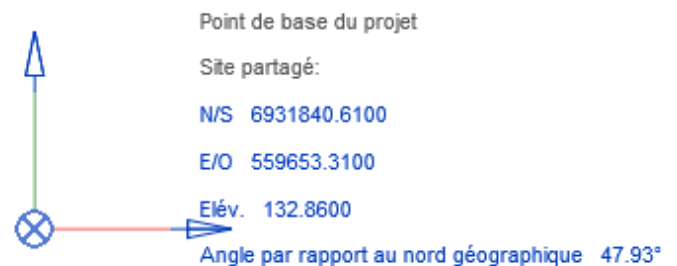 Point de base du projet
Site partagé:
N/S 6931840.6100
E/O 559653.3100
Elév. 132.8600
Angle par rapport au nord géographique 47.93°